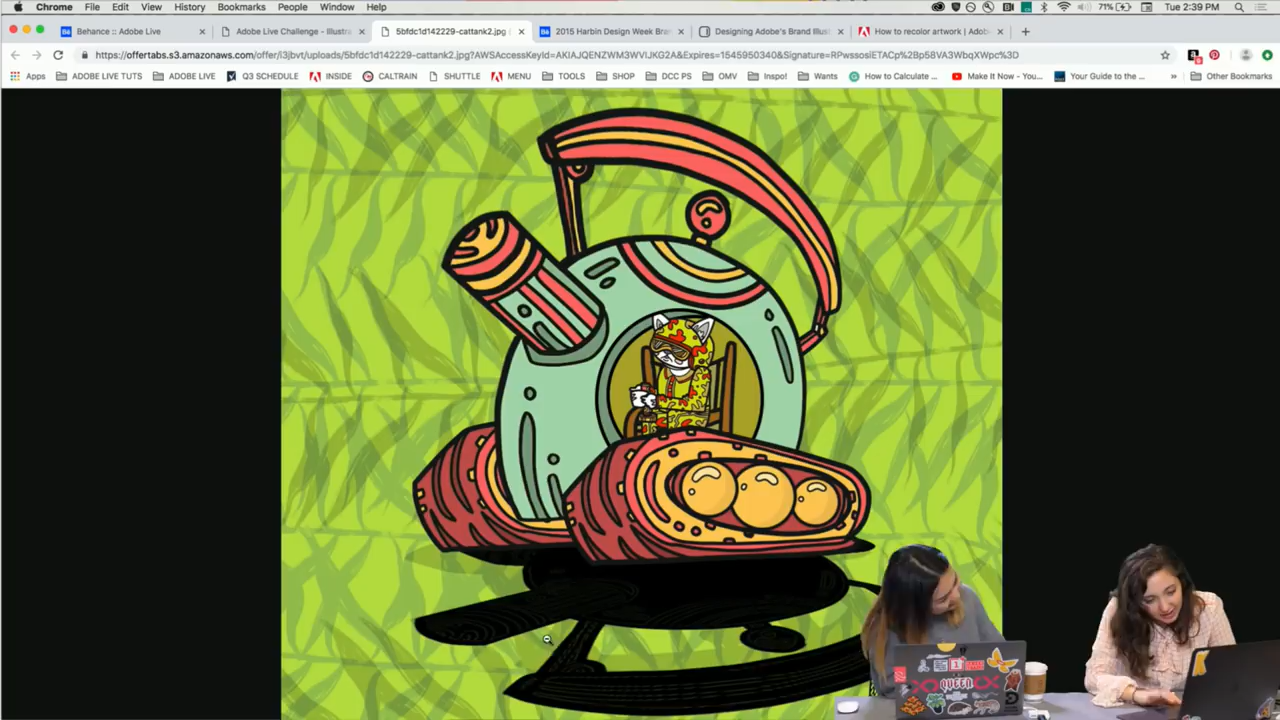 Chrome File Edit View History Bookmarks People Window Help 71% Tue 2:39 PM
Behance :: Adobe Live Adobe Live Challenge - Illustra 5bfdc1d142229-cattank2.jpg 2015 Harbin Design Week Bra Designing Adobe's Brand Illust How to recolor artwork | Adob
https://offertabs.s3.amazonaws.com/offer/i3jbvt/uploads/5bfdc1d142229-cattank2.jpg?AWSAccessKeyId=AKIAJQENZWM3WVIJKG2A&Expires=1545950340&Signature=RPwssosiETACp%2Bp58VA3WbqXWpc%3D
Apps ADOBE LIVE TUTS ADOBE LIVE Q3 SCHEDULE INSIDE CALTRAIN SHUTTLE MENU TOOLS SHOP DCC PS OMV Inspo! Wants How to Calculate ... Make it Now - You... Your Guide to the ... » Other Bookmarks
QUEEN